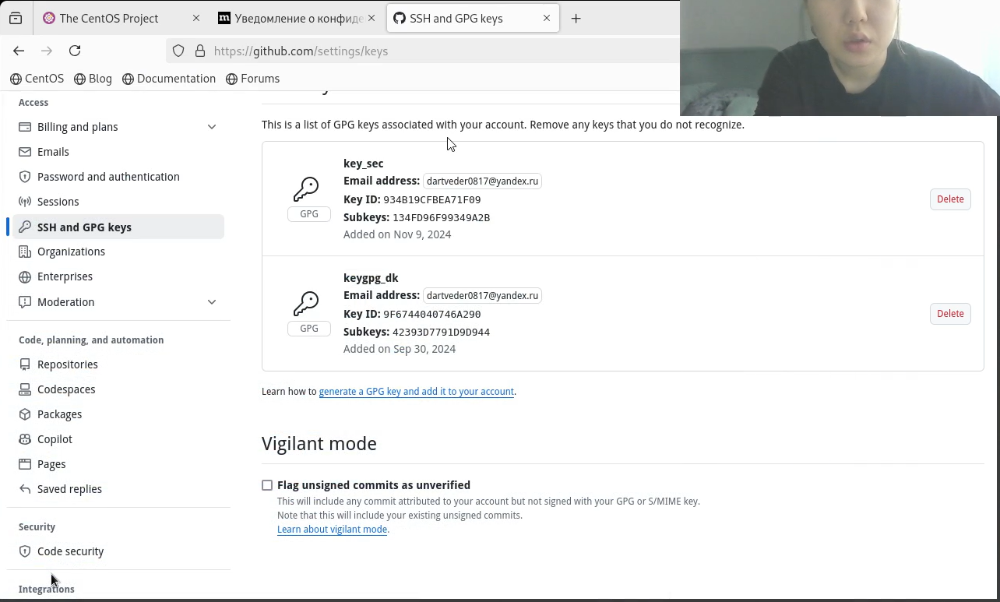 The CentOS Project
Уведомление о конфиде
SSH and GPG keys
https://github.com/settings/keys
CentOS
Blog
Documentation
Forums
Access
Billing and plans
Emails
Password and authentication
Sessions
SSH and GPG keys
Organizations
Enterprises
Moderation
Code, planning, and automation
Repositories
Codespaces
Packages
Copilot
Pages
Saved replies
Security
Code security
Integrations
This is a list of GPG keys associated with your account. Remove any keys that you do not recognize.
key_sec
Email address: dartveder0817@yandex.ru
Key ID: 934B19CFBEA71F09
GPG
Subkeys: 134FD96F99349A2B
Added on Nov 9, 2024
Delete
keygpg_dk
Email address: dartveder0817@yandex.ru
Key ID: 9F6744040746A290
GPG
Subkeys: 42393D7791D9D944
Added on Sep 30, 2024
Delete
Learn how to generate a GPG key and add it to your account.
Vigilant mode
Flag unsigned commits as unverified
This will include any commit attributed to your account but not signed with your GPG or S/MIME key.
Note that this will include your existing unsigned commits.
Learn about vigilant mode.